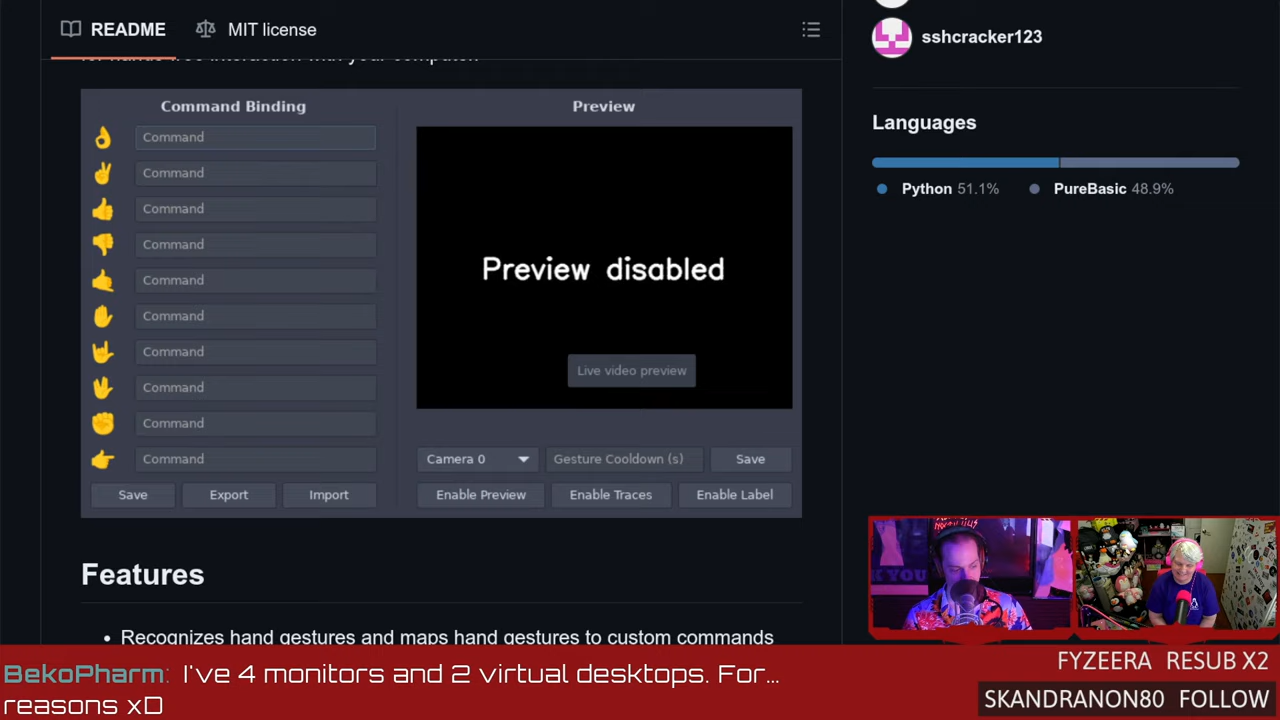 README
MIT license
sshcracker123
Command Binding
Preview
Command
Command
Command
Command
Command
Command
Command
Command
Command
Command
Preview disabled
Live video preview
Camera 0
Gesture Cooldown (s)
Save
Save
Export
Import
Enable Preview
Enable Traces
Enable Label
Languages
Python 51.1%
PureBasic 48.9%
Features
• Recognizes hand gestures and maps hand gestures to custom commands
BekoPharm: I've 4 monitors and 2 virtual desktops. For...
reasons xD
FYZEERA RESUB X2
SKANDRANON80 FOLLOW